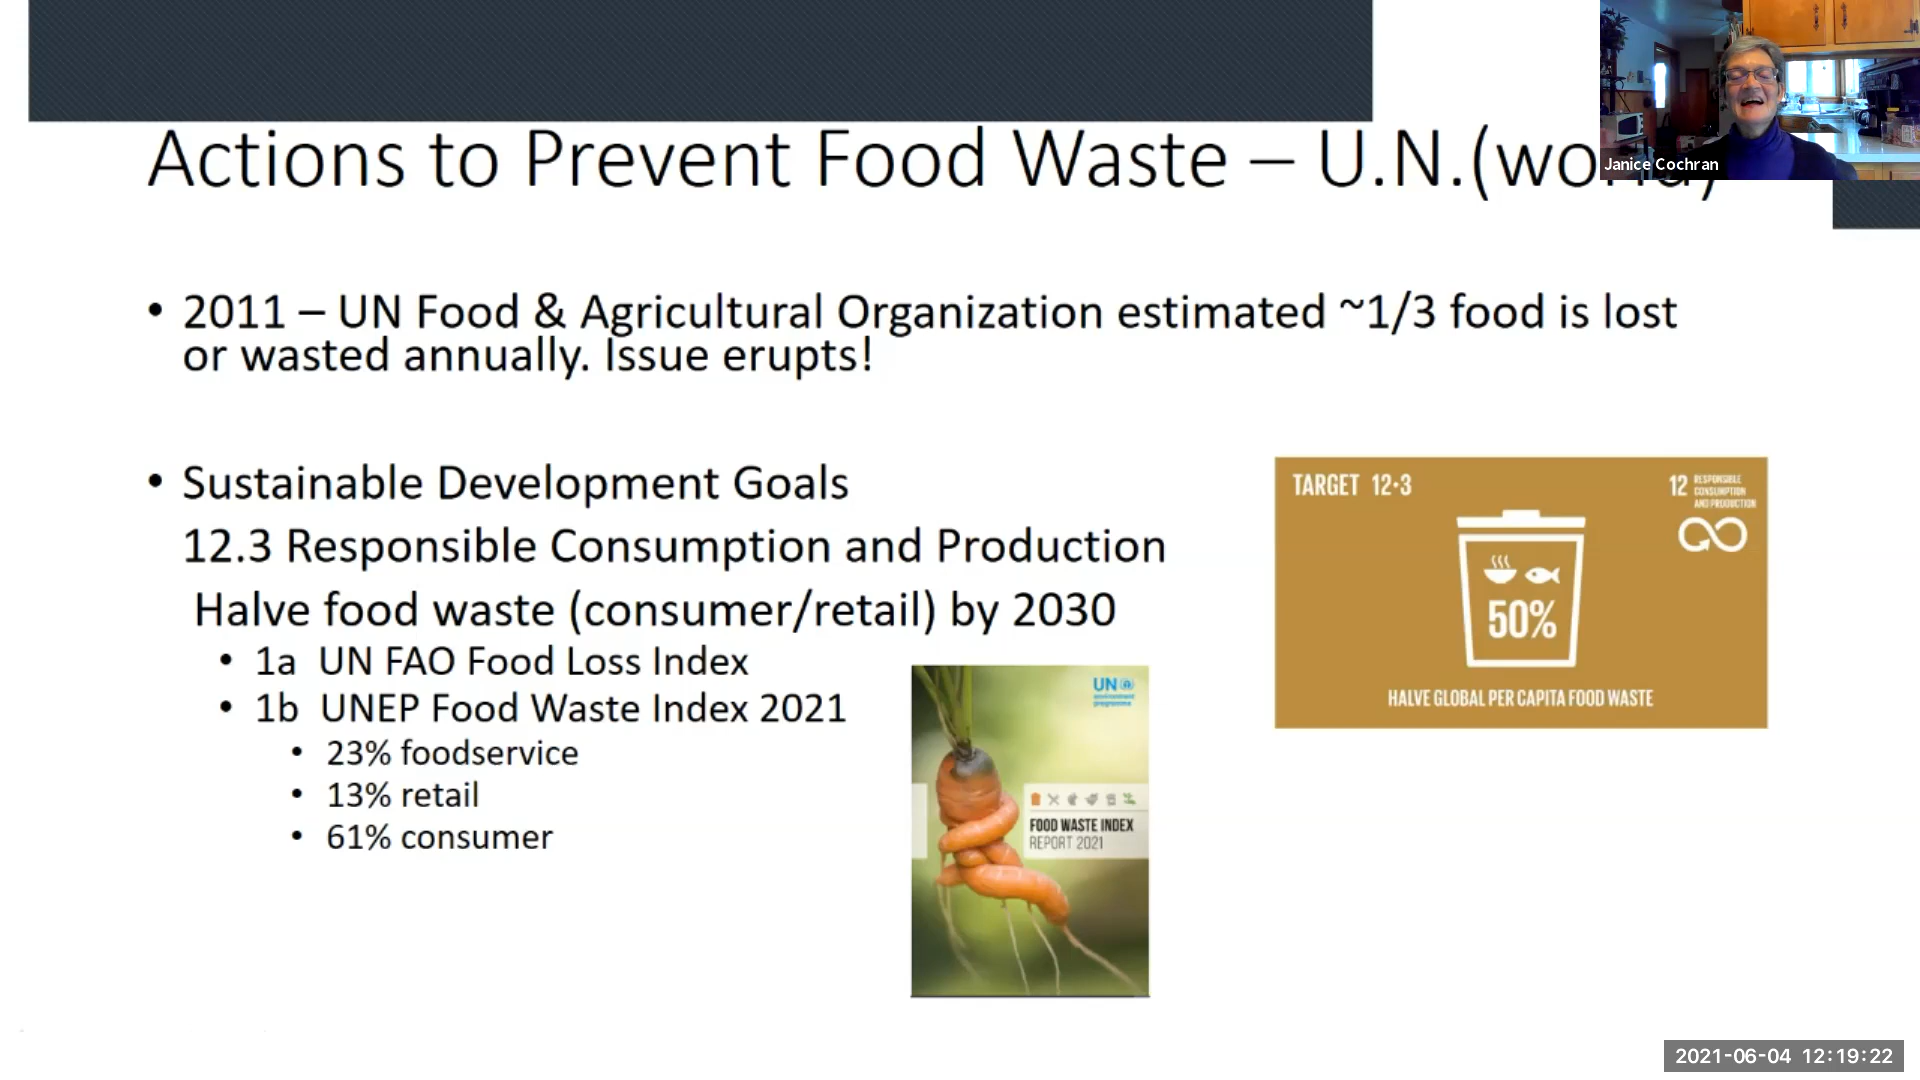 Actions to Prevent Food Waste – U.N.(world)
Janice Cochran
• 2011 – UN Food & Agricultural Organization estimated ~1/3 food is lost
or wasted annually. Issue erupts!
• Sustainable Development Goals
12.3 Responsible Consumption and Production
Halve food waste (consumer/retail) by 2030
• 1a UN FAO Food Loss Index
• 1b UNEP Food Waste Index 2021
• 23% foodservice
• 13% retail
• 61% consumer
UN
environment
programme
FOOD WASTE INDEX
REPORT 2021
TARGET 12·3
12 RESPONSIBLE
CONSUMPTION
AND PRODUCTION
50%
HALVE GLOBAL PER CAPITA FOOD WASTE
2021-06-04 12:19:22